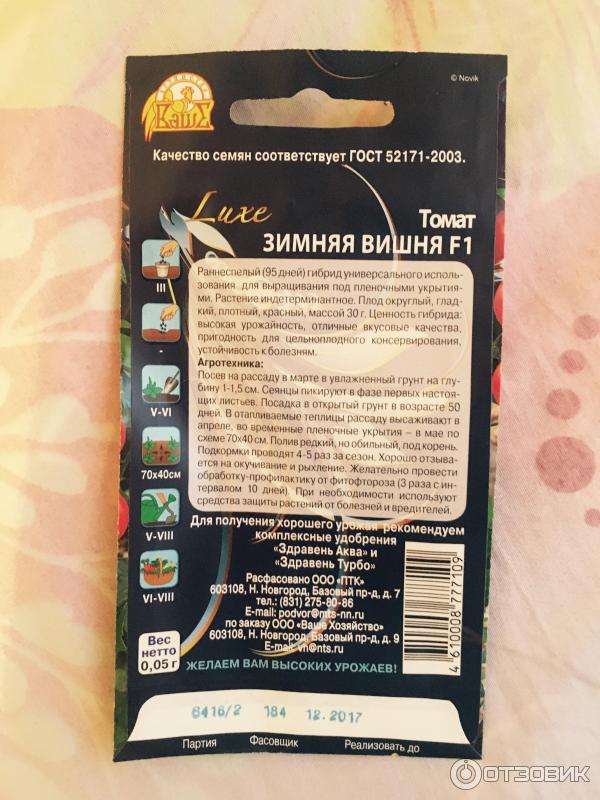 © Novik
ПОДВОРЬЕ
ВАШЕ
Качество семян соответствует ГОСТ 52171-2003.
Luxe
Томат
ЗИМНЯЯ ВИШНЯ F1
Раннеспелый (95 дней) гибрид универсального исполь-
зования для выращивания под пленочными укрытия-
ми. Растение индетерминантное. Плод округлый, глад-
кий, плотный, красный, массой 30 г. Ценность гибрида:
высокая урожайность, отличные вкусовые качества,
пригодность для цельноплодного консервирования,
устойчивость к болезням.
Агротехника:
Посев на рассаду в марте в увлажненный грунт на глу-
бину 1-1,5 см. Сеянцы пикируют в фазе первых настоя-
щих листьев. Посадка в открытый грунт в возрасте 50
дней. В отапливаемые теплицы рассаду высаживают в
апреле, во временные пленочные укрытия – в мае по
схеме 70х40 см. Полив редкий, но обильный, под корень.
Подкормки проводят 4-5 раз за сезон. Хорошо отзыва-
ется на окучивание и рыхление. Желательно провести
обработку-профилактику от фитофтороза (3 раза с ин-
тервалом 10 дней). При необходимости используют
средства защиты растений от болезней и вредителей.
III
-
V-VI
70х40см
V-VIII
VI-VIII
Для получения хорошего урожая рекомендуем
комплексные удобрения
«Здравень Аква» и
«Здравень Турбо»
Расфасовано ООО «ПТК»
603108, Н. Новгород, Базовый пр-д, д. 7
тел.: (831) 275-80-86
E-mail: podvor@mts-nn.ru
по заказу ООО «Ваше Хозяйство»
603108, Н. Новгород, Базовый пр-д, д. 9
E-mail: vh@nts.ru
Вес
нетто
0,05 г
ЖЕЛАЕМ ВАМ ВЫСОКИХ УРОЖАЕВ!
4 610008 777109
6416/2 184 12.2017
Партия Фасовщик Реализовать до
ОТЗОВИК